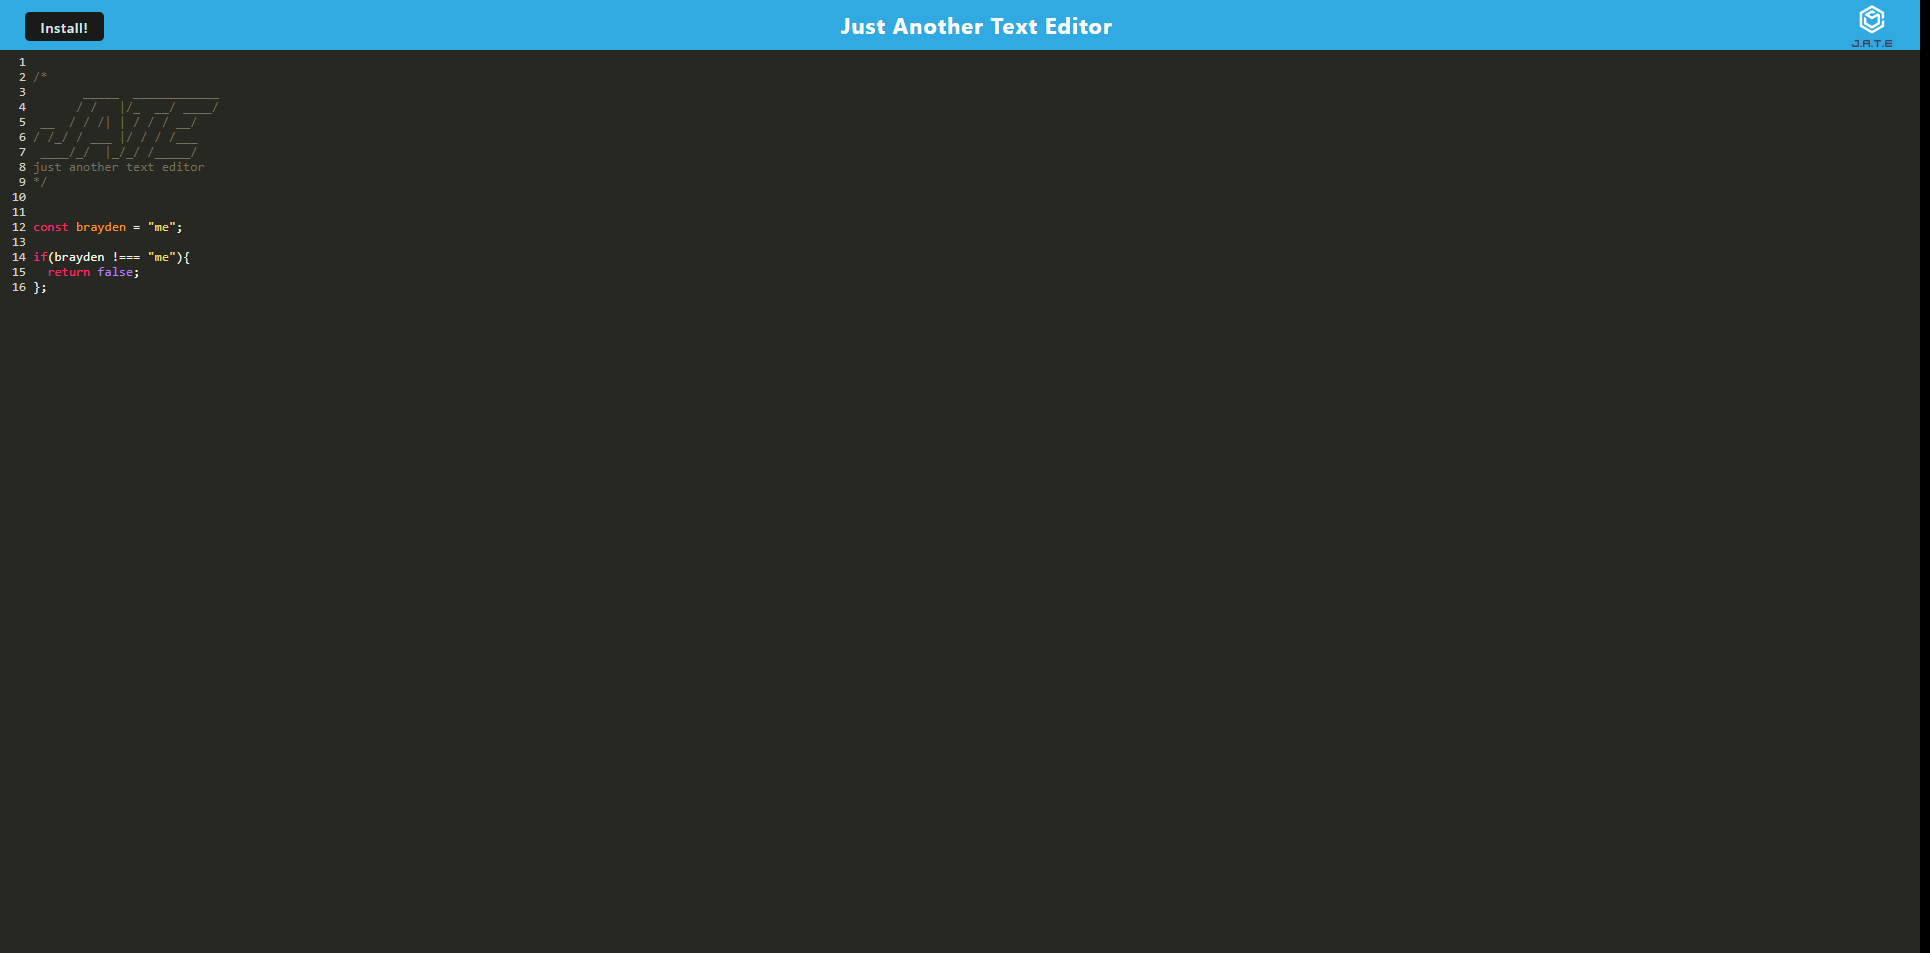 Install!
Just Another Text Editor
J.A.T.E
1
2 /*
3        _____  ____________
4       / /   |/_  __/ ____/
5  __  / / /| | / / / __/
6 / /_/ / ___ |/ / / /___
7  ____/_/  |_/_/ /_____/
8 just another text editor
9 */
10
11
12 const brayden = "me";
13
14 if(brayden !=== "me"){
15   return false;
16 };